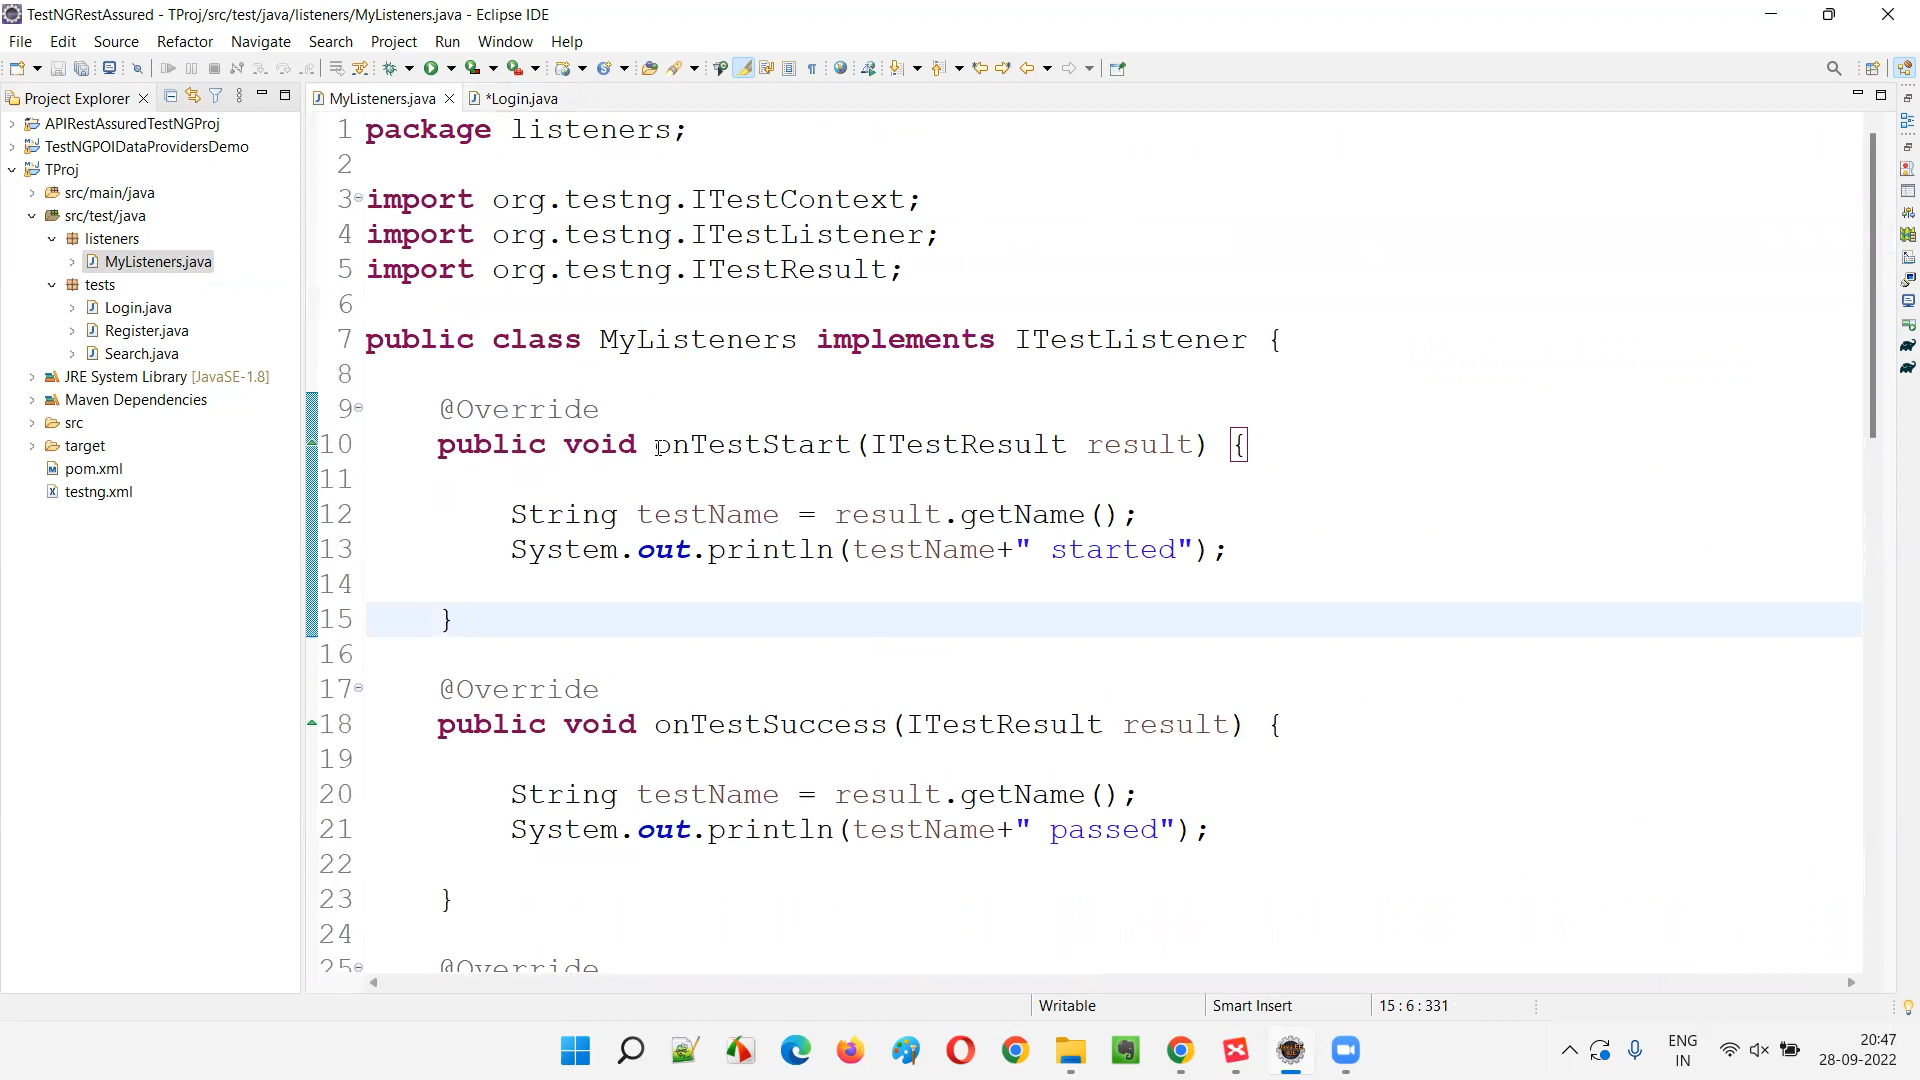 TestNGRestAssured - TProj/src/test/java/listeners/MyListeners.java - Eclipse IDE
File Edit Source Refactor Navigate Search Project Run Window Help
Project Explorer
MyListeners.java
*Login.java
APIRestAssuredTestNGProj
TestNGPOIDataProvidersDemo
TProj
src/main/java
src/test/java
listeners
MyListeners.java
tests
Login.java
Register.java
Search.java
JRE System Library [JavaSE-1.8]
Maven Dependencies
src
target
pom.xml
testng.xml
1 package listeners;
2
3 import org.testng.ITestContext;
4 import org.testng.ITestListener;
5 import org.testng.ITestResult;
6
7 public class MyListeners implements ITestListener {
8
9 @Override
10 public void onTestStart(ITestResult result) {
11
12 String testName = result.getName();
13 System.out.println(testName+" started");
14
15 }
16
17 @Override
18 public void onTestSuccess(ITestResult result) {
19
20 String testName = result.getName();
21 System.out.println(testName+" passed");
22
23 }
24
25 @Override
Writable Smart Insert 15 : 6 : 331
ENG
IN
20:47
28-09-2022